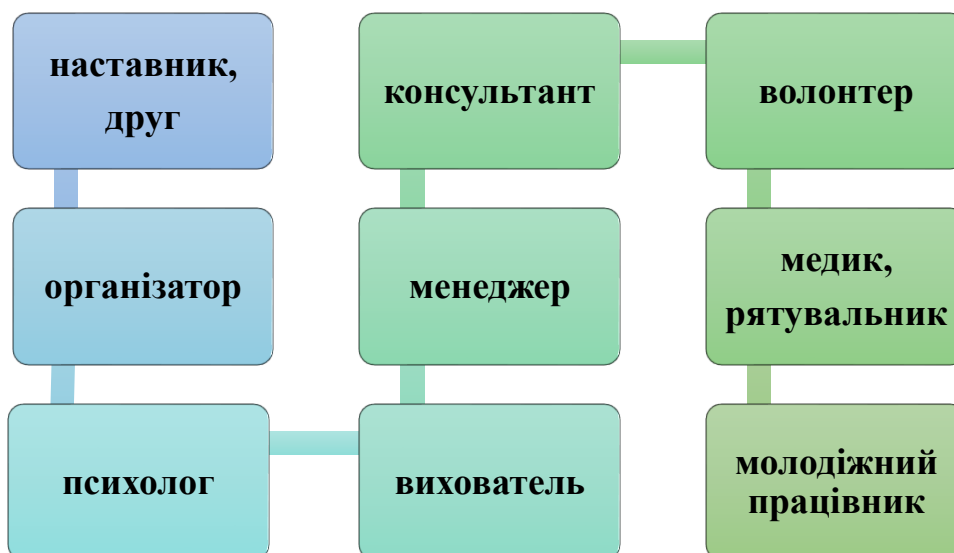 наставник,
друг
організатор
психолог
вихователь
менеджер
консультант
волонтер
медик,
рятувальник
молодіжний
працівник